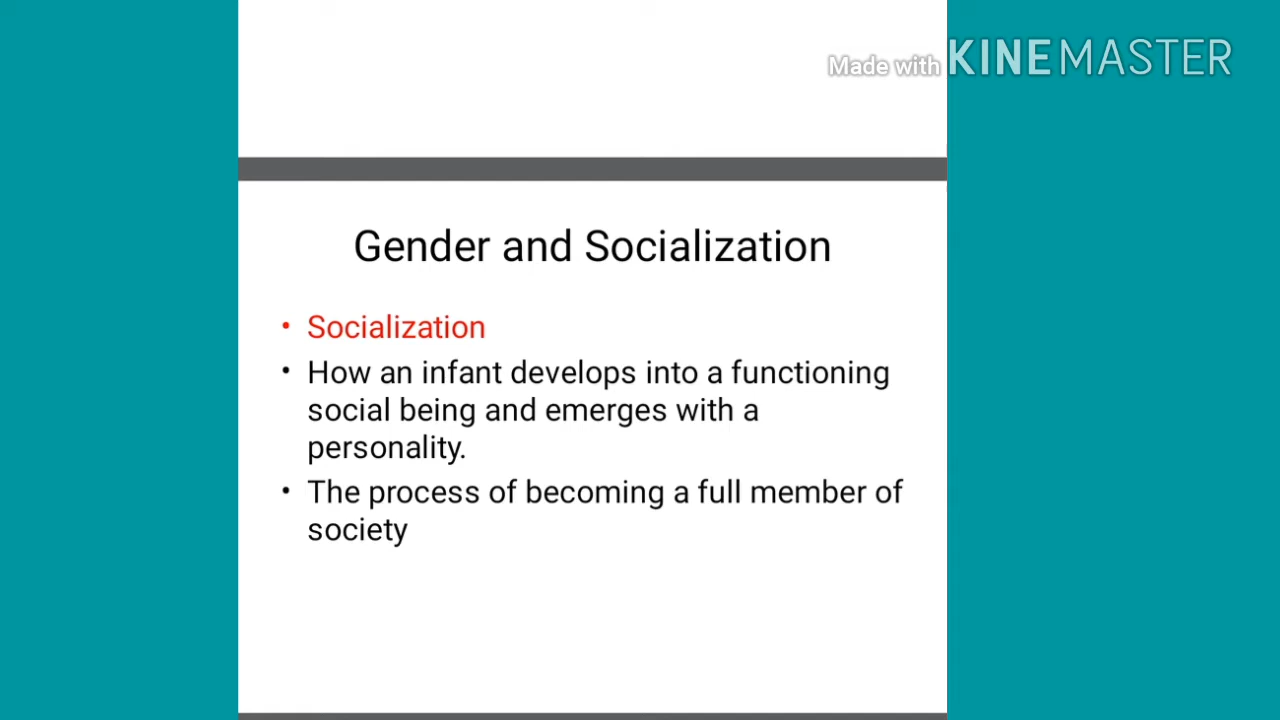 Made with KINEMASTER
Gender and Socialization
• Socialization
• How an infant develops into a functioning
social being and emerges with a
personality.
• The process of becoming a full member of
society